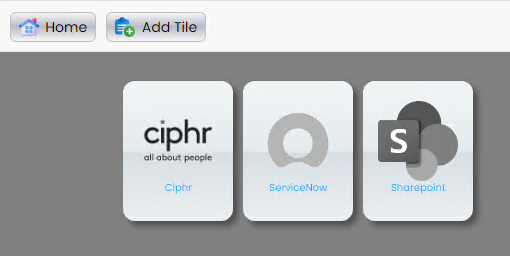 Home
Add Tile
ciphr
all about people
Ciphr
ServiceNow
S
Sharepoint